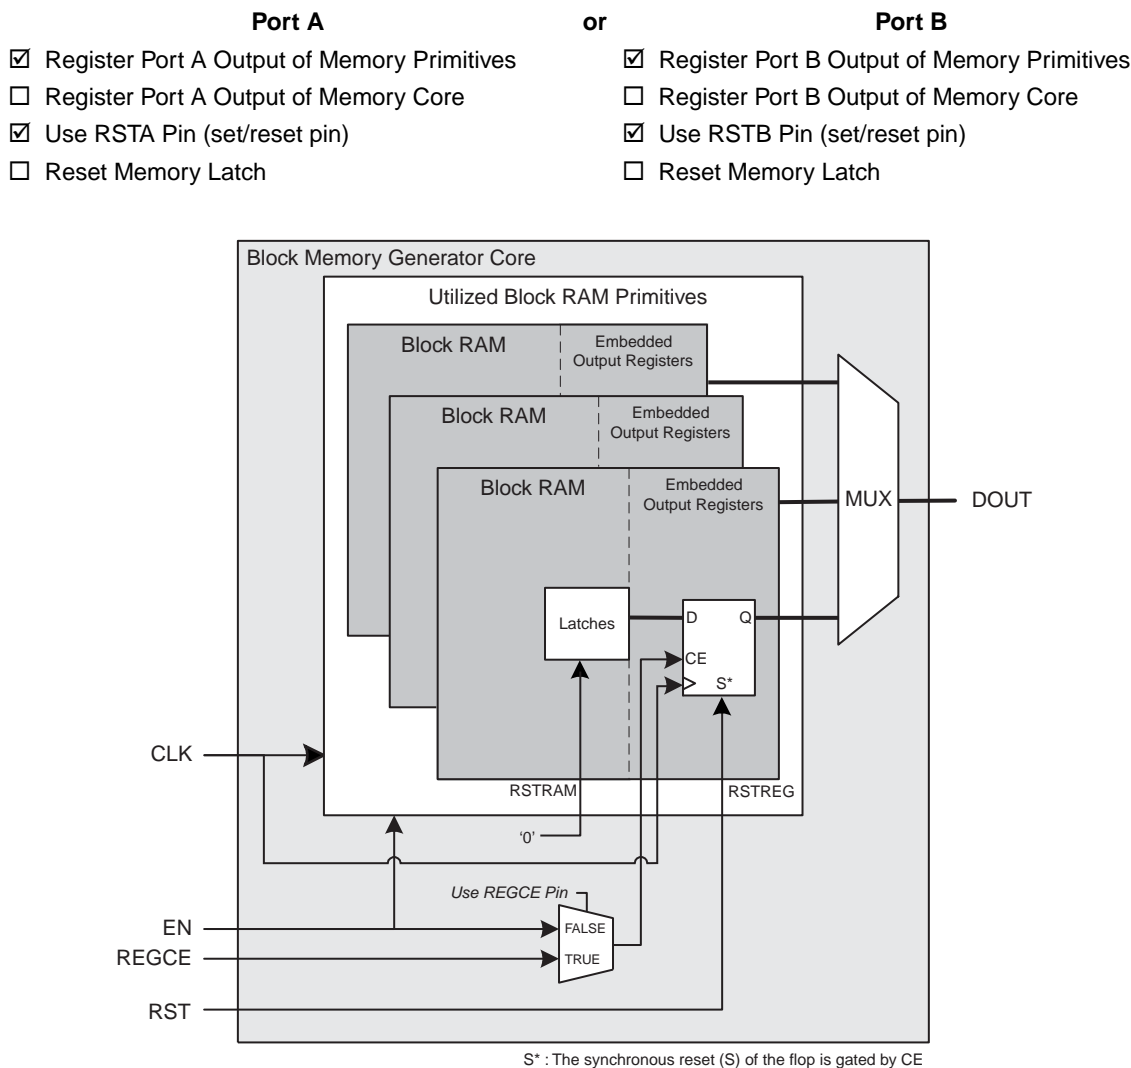 Port A or Port B
☑ Register Port A Output of Memory Primitives
☐ Register Port A Output of Memory Core
☑ Use RSTA Pin (set/reset pin)
☐ Reset Memory Latch
☑ Register Port B Output of Memory Primitives
☐ Register Port B Output of Memory Core
☑ Use RSTB Pin (set/reset pin)
☐ Reset Memory Latch
Block Memory Generator Core
Utilized Block RAM Primitives
Block RAM
Embedded
Output Registers
Block RAM
Embedded
Output Registers
Block RAM
Embedded
Output Registers
MUX
DOUT
Latches
D Q
CE
S*
CLK
RSTRAM
RSTREG
'0'
Use REGCE Pin
EN
FALSE
REGCE
TRUE
RST
S* : The synchronous reset (S) of the flop is gated by CE